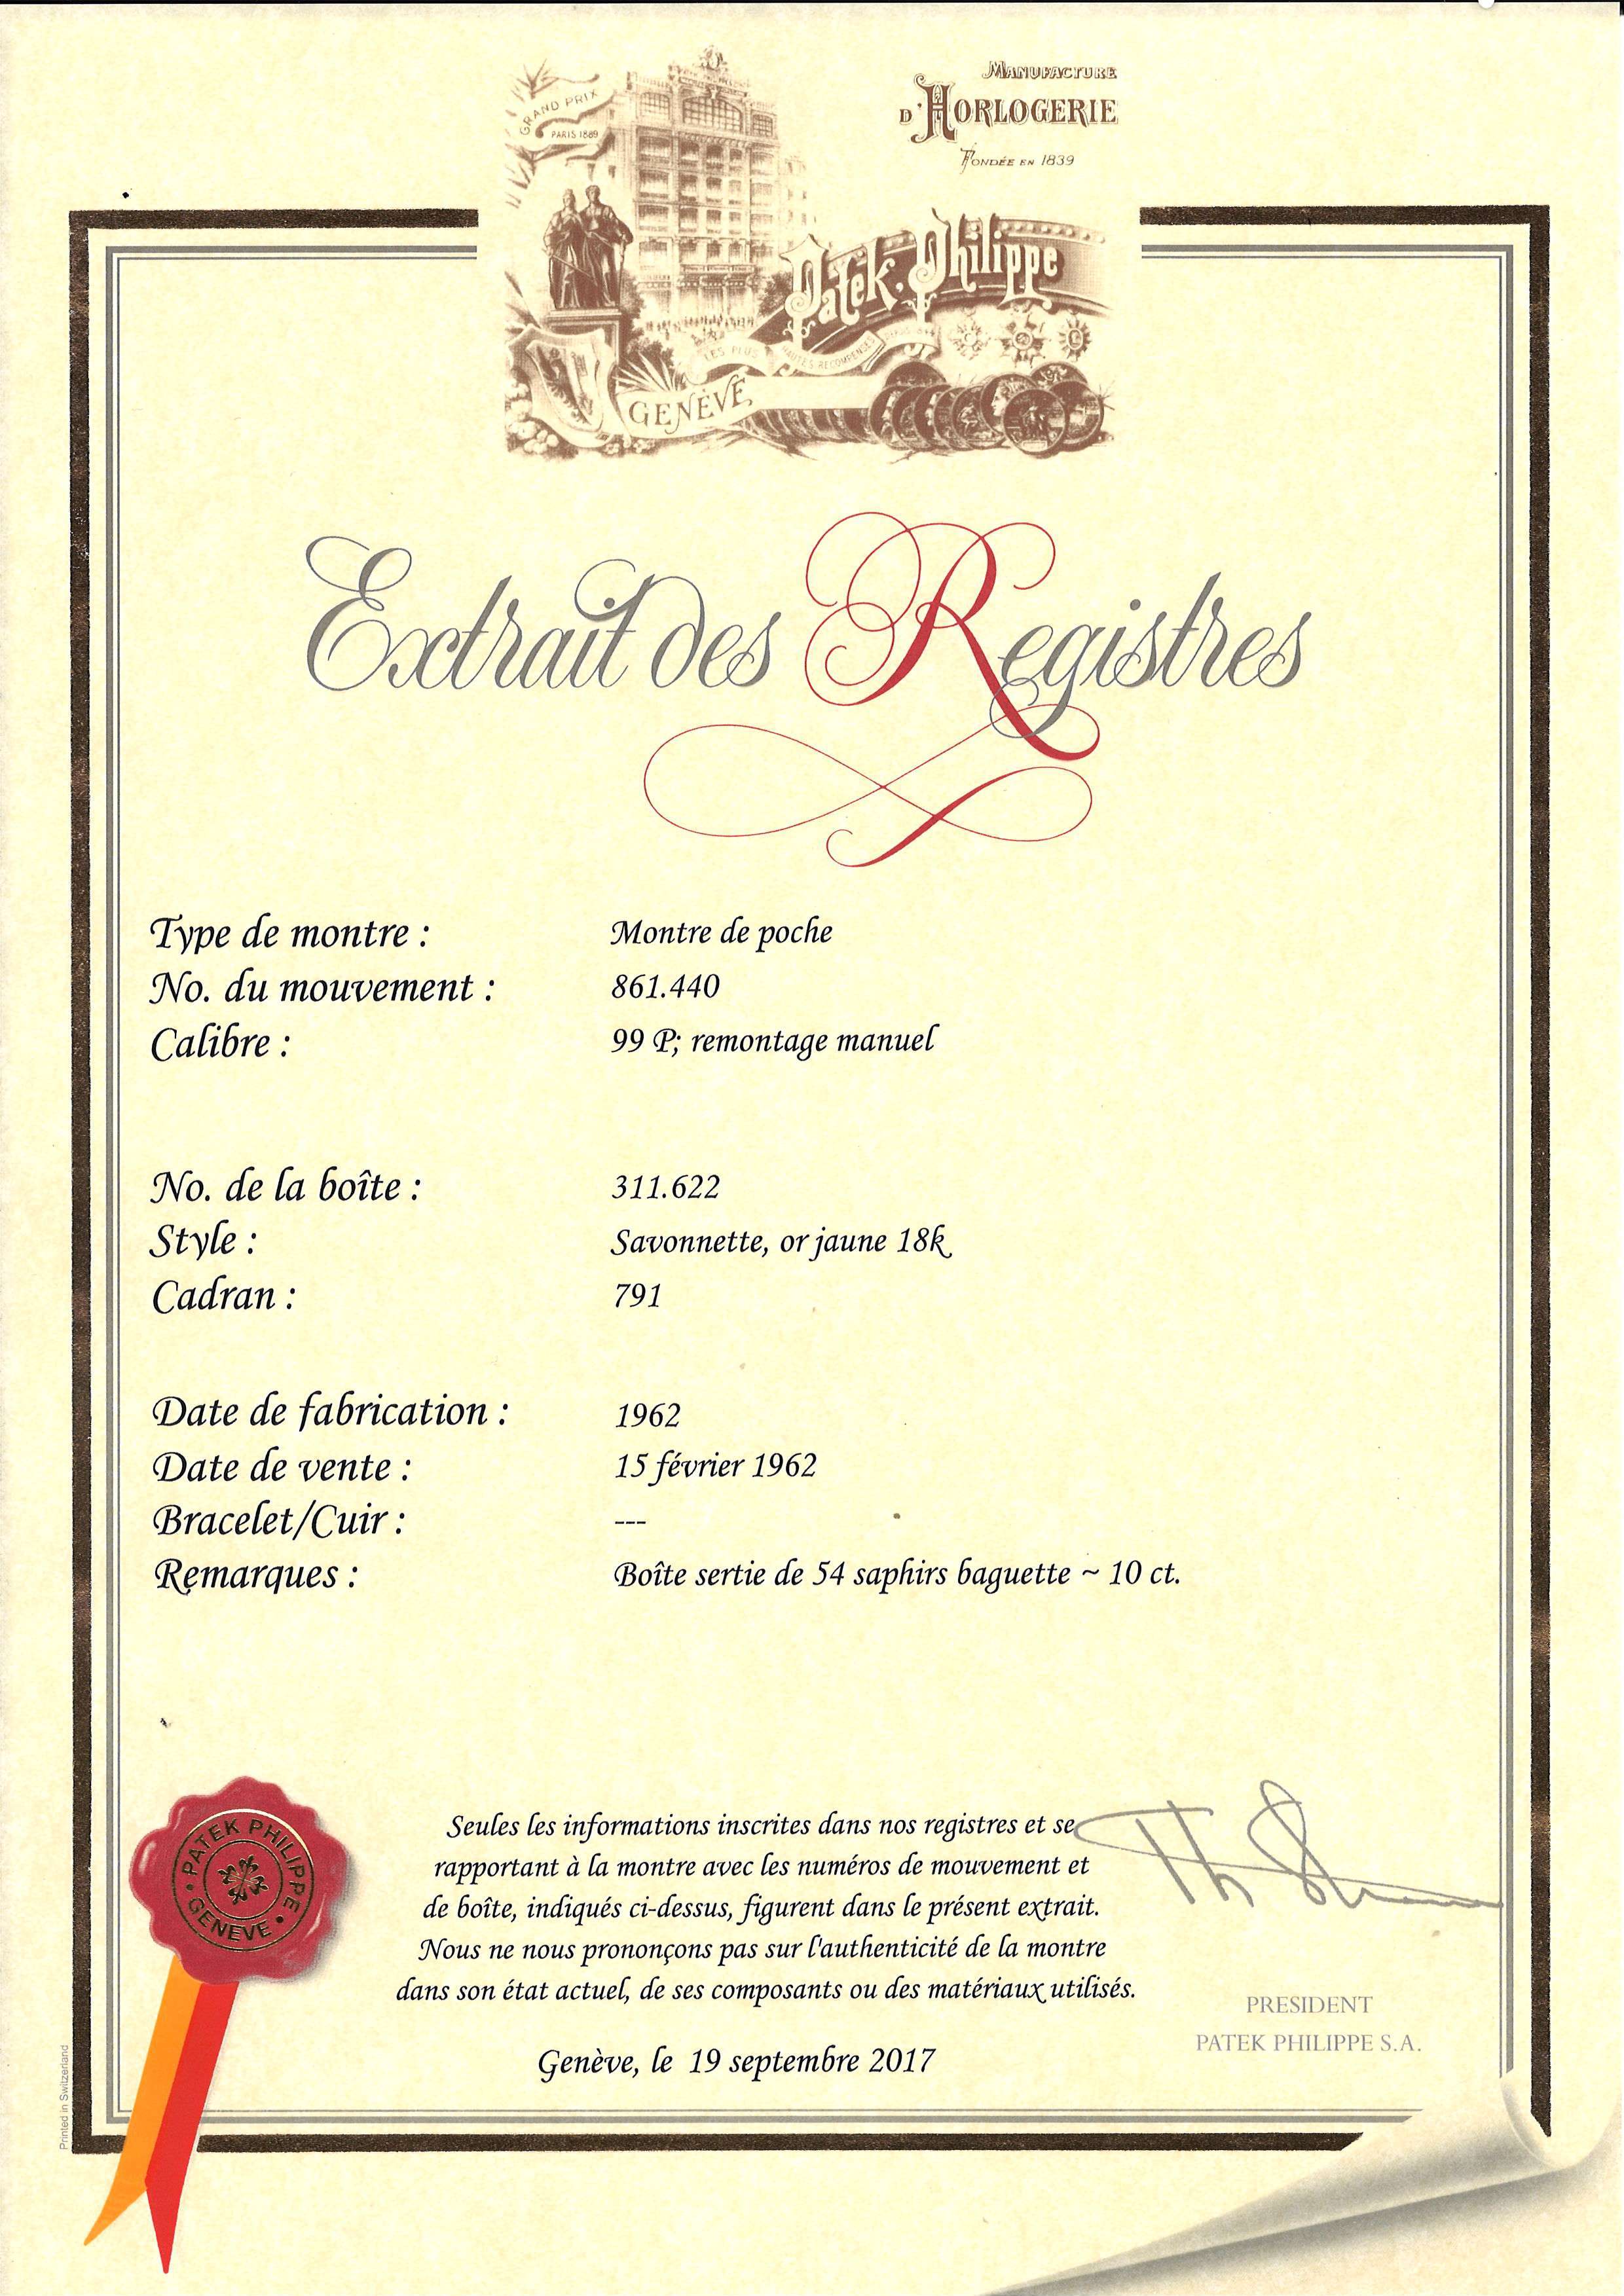 MANUFACTURE
D'HORLOGERIE
FONDÉE EN 1839
GRAND PRIX
PARIS 1889
Patek, Philippe
LES PLUS HAUTES RECOMPENSES
GENÈVE
Extrait des Registres
Type de montre : Montre de poche
No. du mouvement : 861.440
Calibre : 99 P; remontage manuel
No. de la boîte : 311.622
Style : Savonnette, or jaune 18k
Cadran : 791
Date de fabrication : 1962
Date de vente : 15 février 1962
Bracelet/Cuir : ---
Remarques : Boîte sertie de 54 saphirs baguette ~ 10 ct.
Seules les informations inscrites dans nos registres et se
rapportant à la montre avec les numéros de mouvement et
de boîte, indiqués ci-dessus, figurent dans le présent extrait.
Nous ne nous prononçons pas sur l'authenticité de la montre
dans son état actuel, de ses composants ou des matériaux utilisés.
Genève, le 19 septembre 2017
PRESIDENT
PATEK PHILIPPE S.A.
PATEK PHILIPPE
GENEVE
Printed in Switzerland